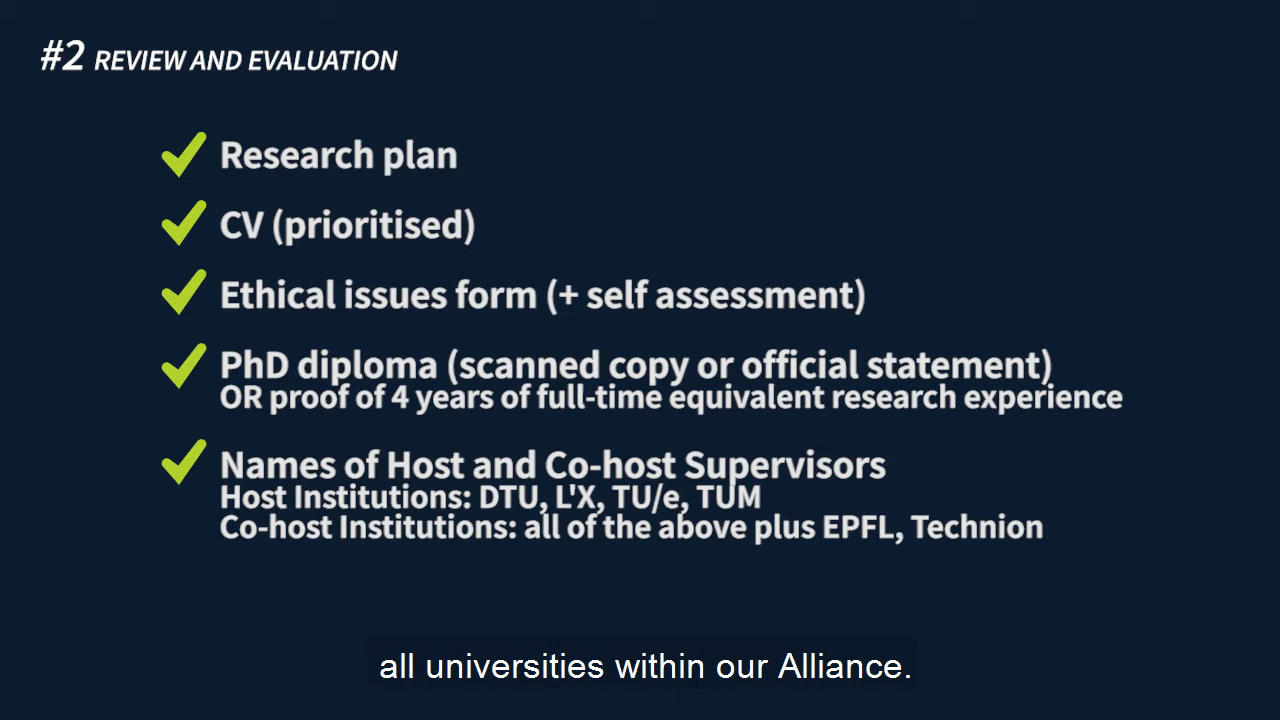 #2 REVIEW AND EVALUATION
Research plan
CV (prioritised)
Ethical issues form (+ self assessment)
PhD diploma (scanned copy or official statement)
OR proof of 4 years of full-time equivalent research experience
Names of Host and Co-host Supervisors
Host Institutions: DTU, L'X, TU/e, TUM
Co-host Institutions: all of the above plus EPFL, Technion
all universities within our Alliance.